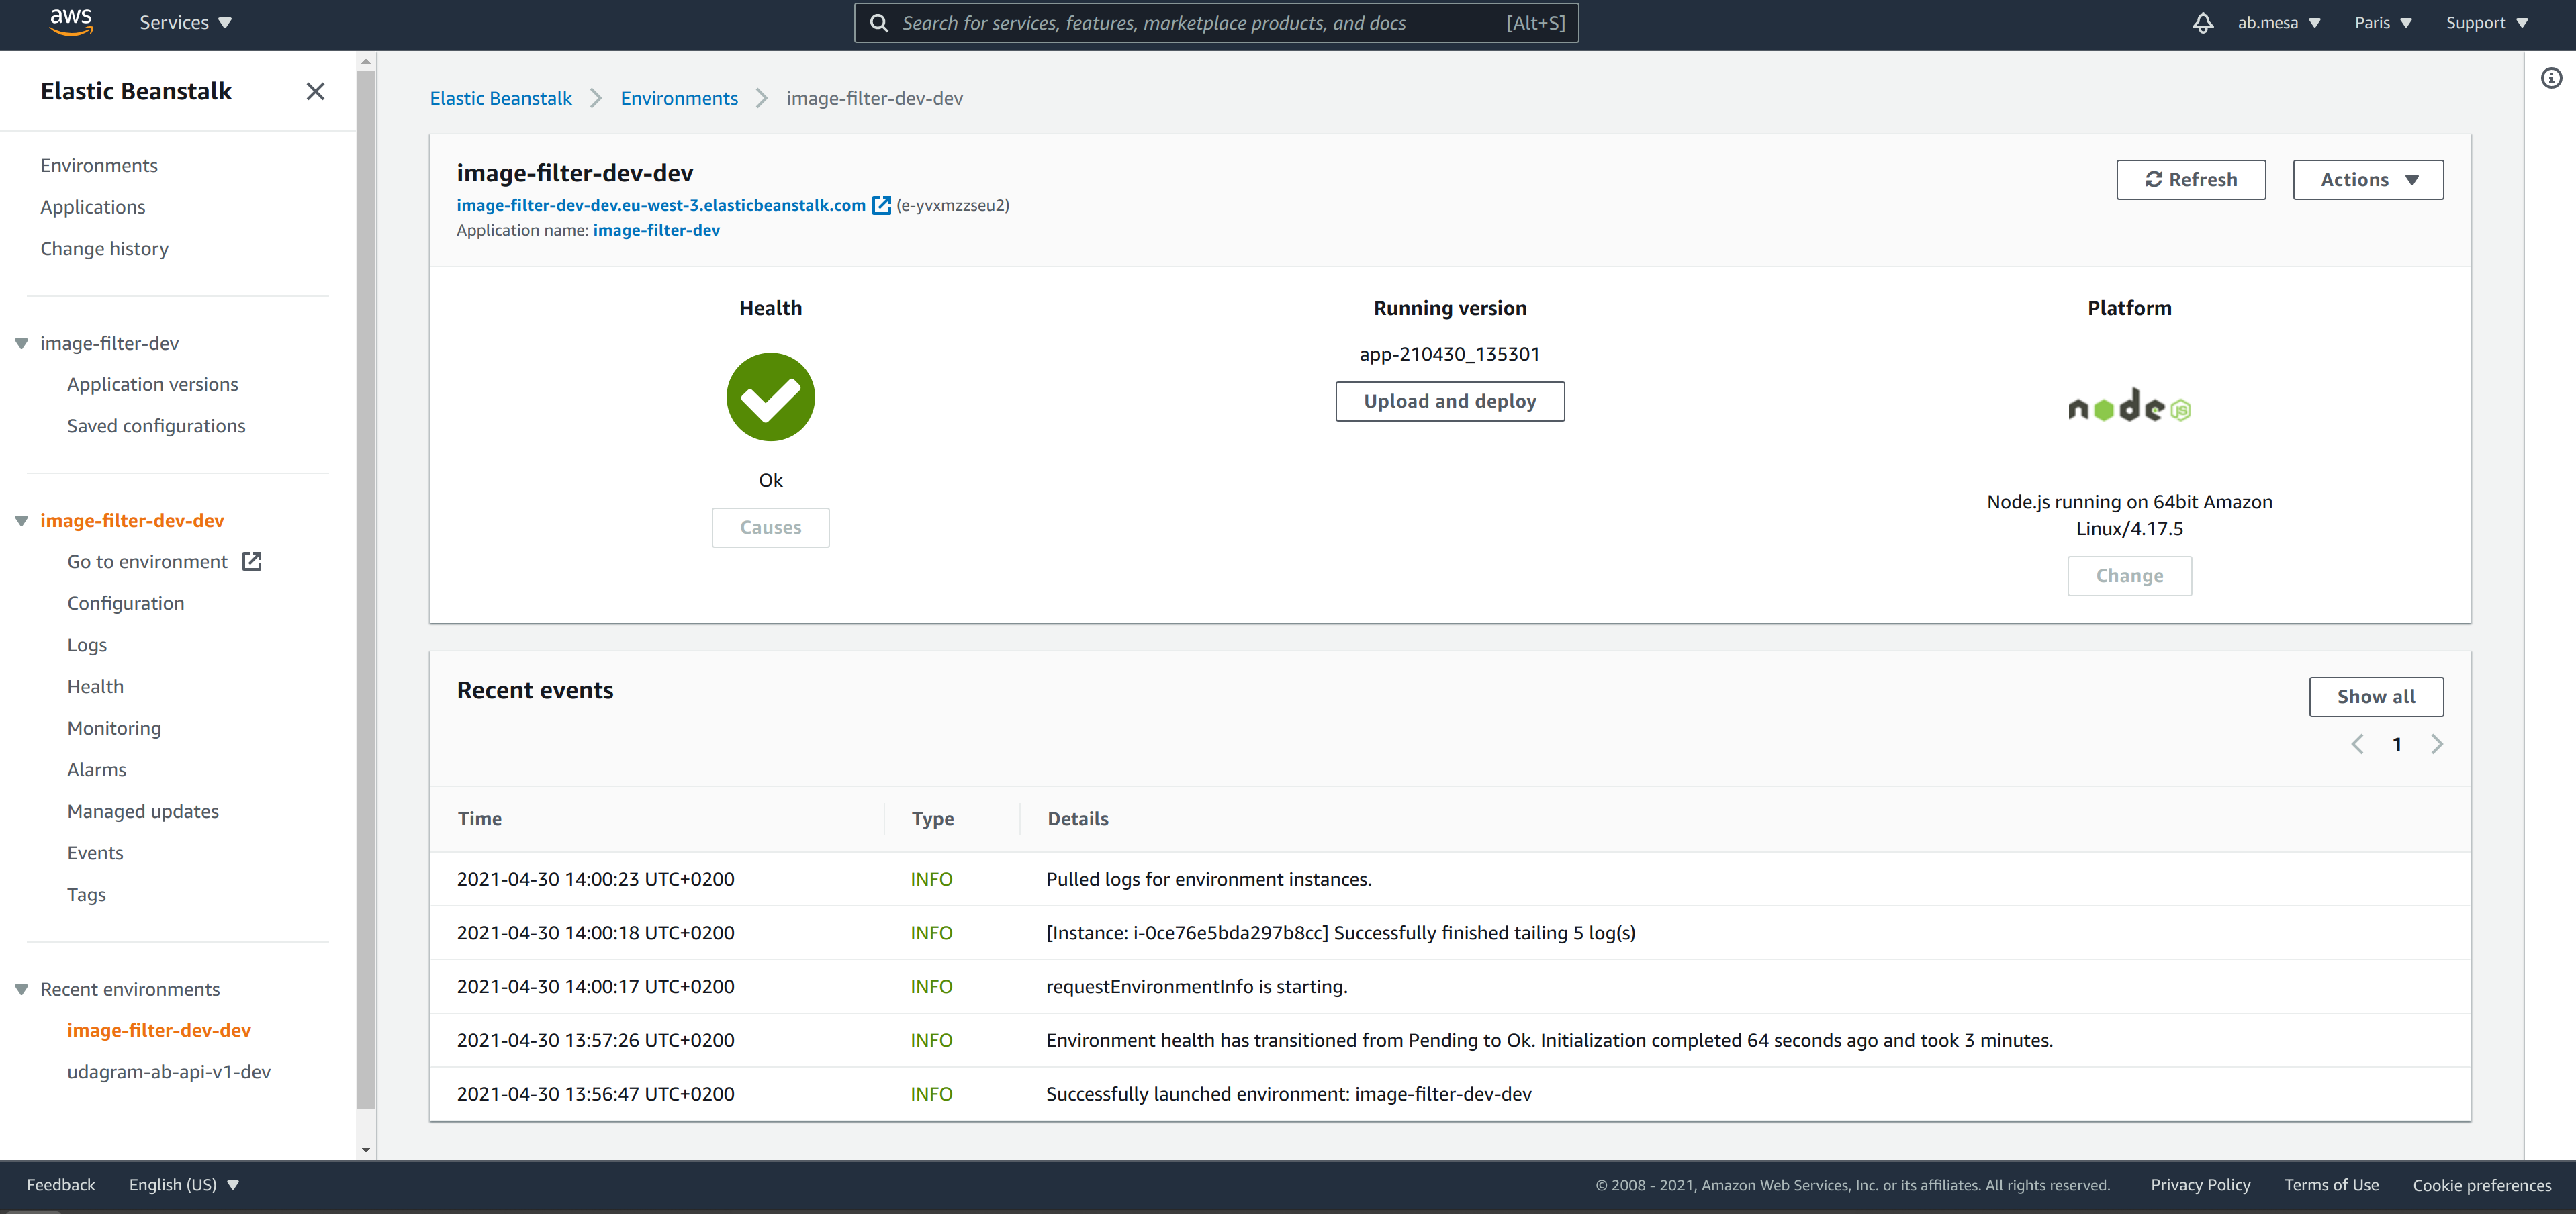 aws
Services
Search for services, features, marketplace products, and docs [Alt+S]
ab.mesa
Paris
Support
Elastic Beanstalk
Environments
Applications
Change history
image-filter-dev
Application versions
Saved configurations
image-filter-dev-dev
Go to environment
Configuration
Logs
Health
Monitoring
Alarms
Managed updates
Events
Tags
Recent environments
image-filter-dev-dev
udagram-ab-api-v1-dev
Elastic Beanstalk > Environments > image-filter-dev-dev
image-filter-dev-dev
image-filter-dev-dev.eu-west-3.elasticbeanstalk.com (e-yvxmzzseu2)
Application name: image-filter-dev
Refresh
Actions
Health
Ok
Causes
Running version
app-210430_135301
Upload and deploy
Platform
node JS
Node.js running on 64bit Amazon
Linux/4.17.5
Change
Recent events
Show all
1
Time Type Details
2021-04-30 14:00:23 UTC+0200 INFO Pulled logs for environment instances.
2021-04-30 14:00:18 UTC+0200 INFO [Instance: i-0ce76e5bda297b8cc] Successfully finished tailing 5 log(s)
2021-04-30 14:00:17 UTC+0200 INFO requestEnvironmentInfo is starting.
2021-04-30 13:57:26 UTC+0200 INFO Environment health has transitioned from Pending to Ok. Initialization completed 64 seconds ago and took 3 minutes.
2021-04-30 13:56:47 UTC+0200 INFO Successfully launched environment: image-filter-dev-dev
Feedback
English (US)
© 2008 - 2021, Amazon Web Services, Inc. or its affiliates. All rights reserved.
Privacy Policy
Terms of Use
Cookie preferences